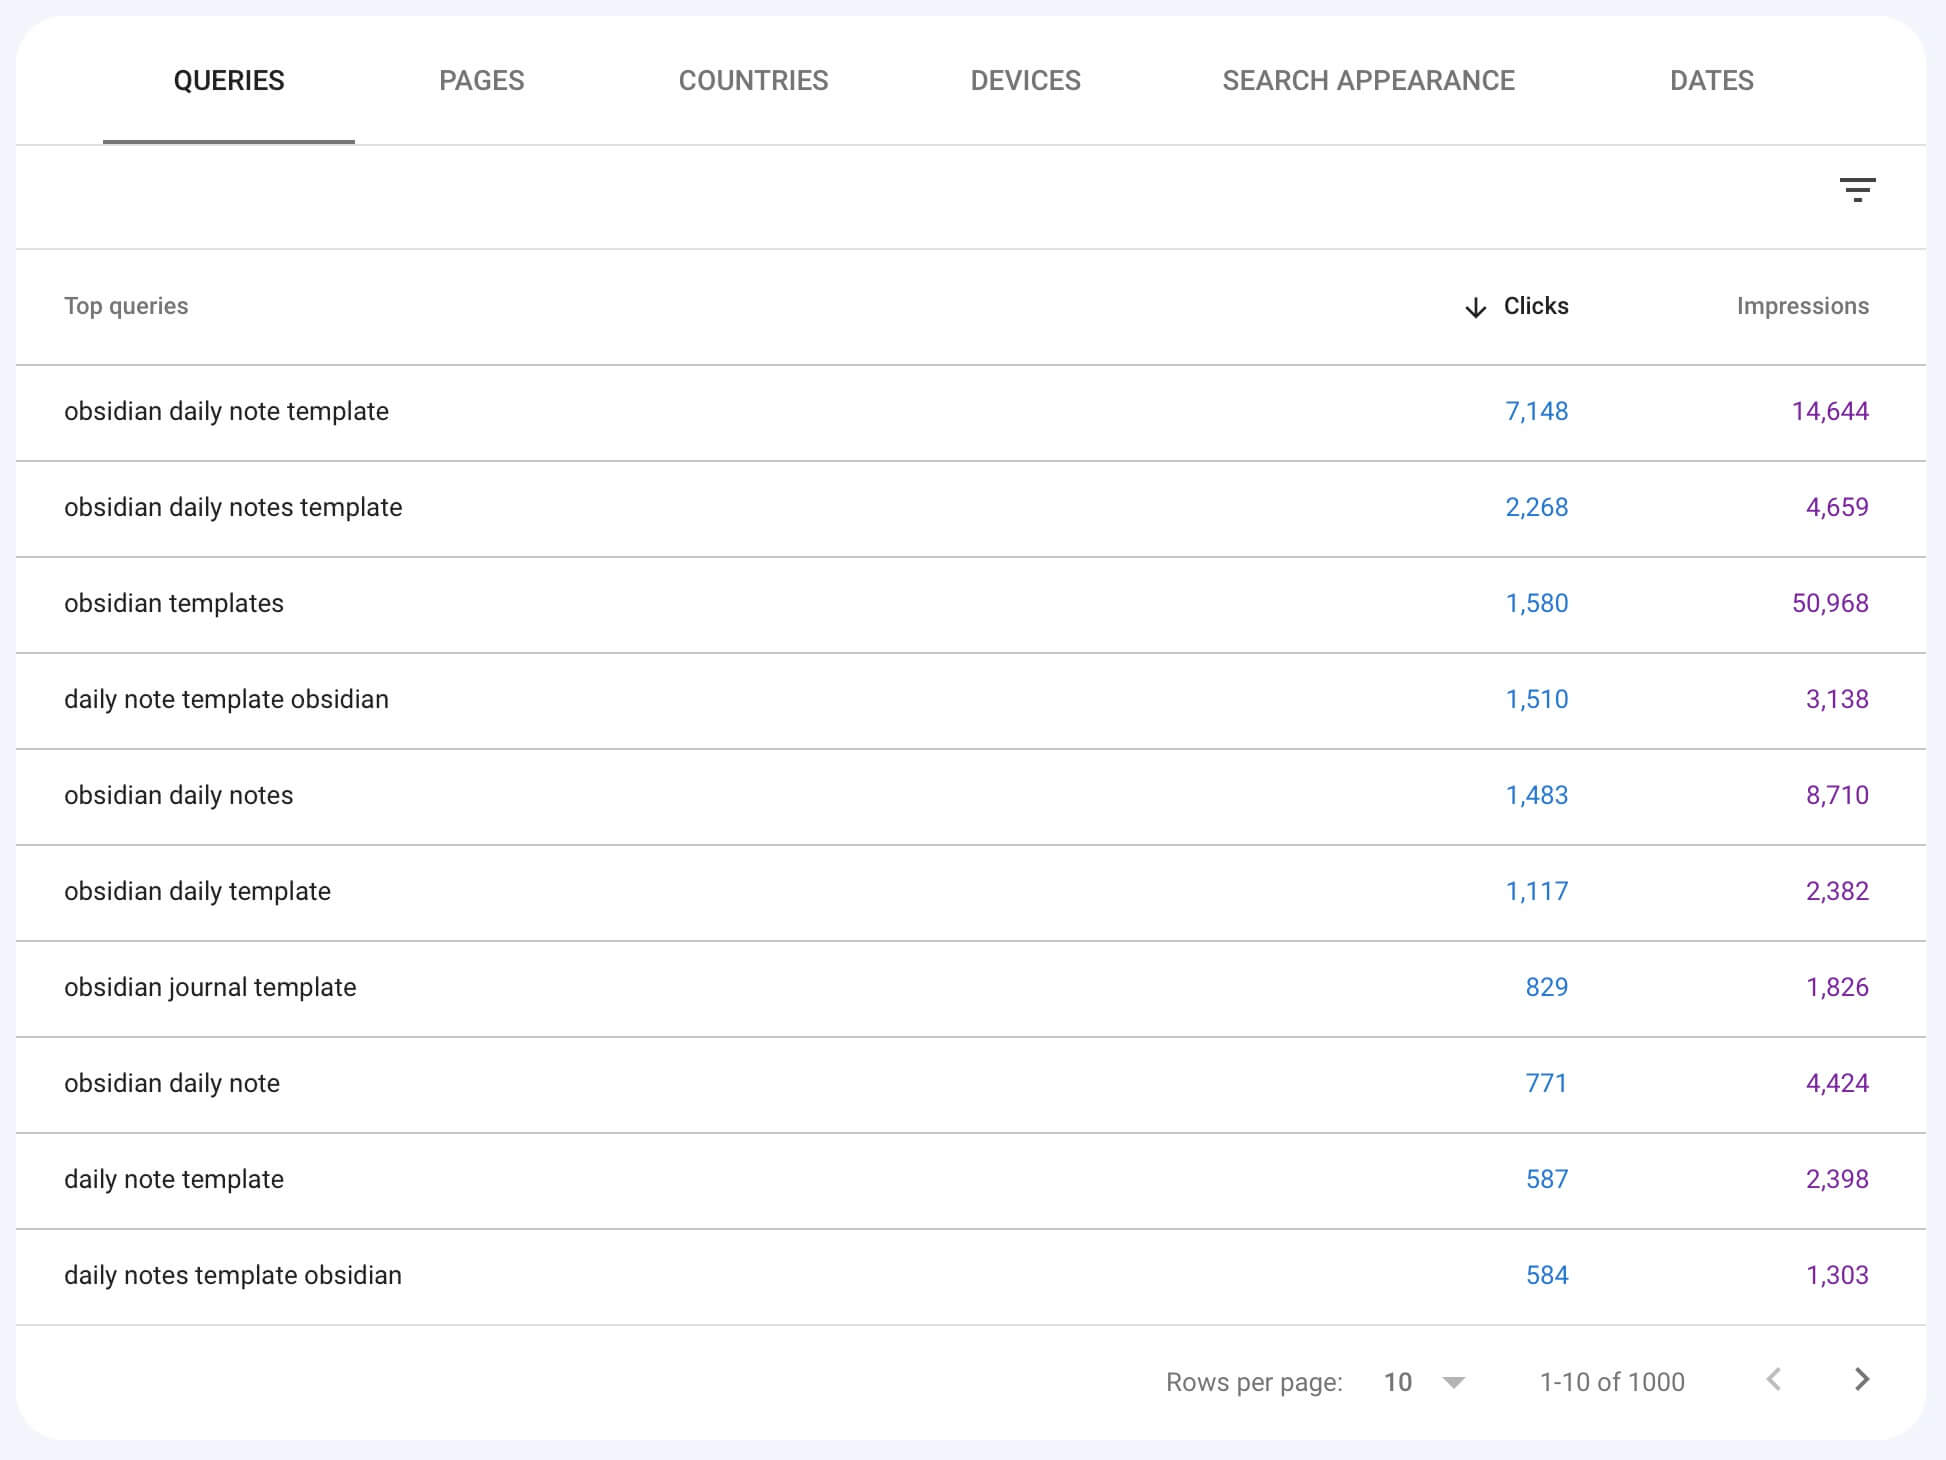 QUERIES PAGES COUNTRIES DEVICES SEARCH APPEARANCE DATES
Top queries Clicks Impressions
obsidian daily note template 7,148 14,644
obsidian daily notes template 2,268 4,659
obsidian templates 1,580 50,968
daily note template obsidian 1,510 3,138
obsidian daily notes 1,483 8,710
obsidian daily template 1,117 2,382
obsidian journal template 829 1,826
obsidian daily note 771 4,424
daily note template 587 2,398
daily notes template obsidian 584 1,303
Rows per page: 10 1-10 of 1000